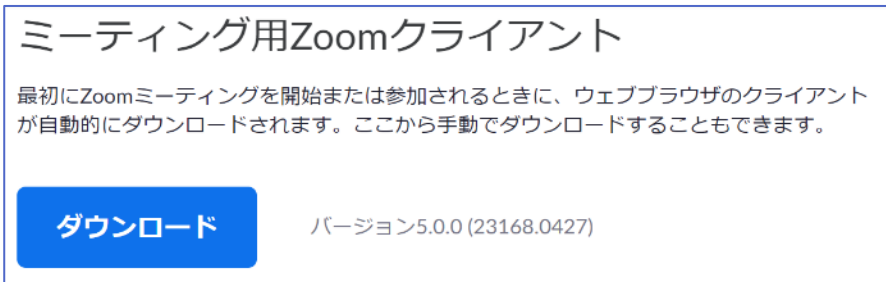 ミーティング用Zoomクライアント
最初にZoomミーティングを開始または参加されるときに、ウェブブラウザのクライアント
が自動的にダウンロードされます。ここから手動でダウンロードすることもできます。
ダウンロード
バージョン5.0.0 (23168.0427)